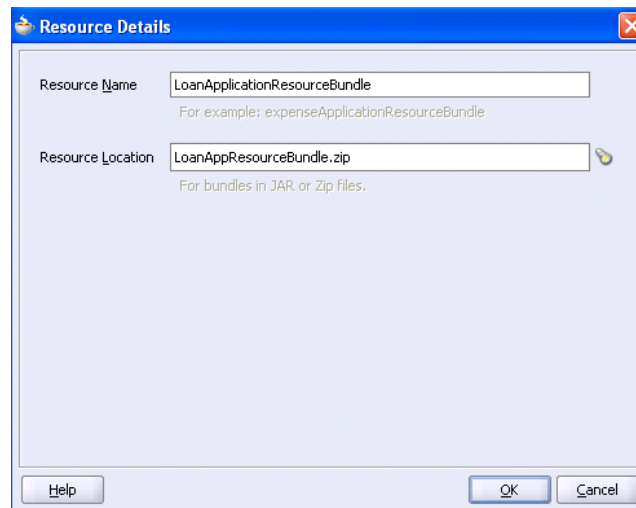 Resource Details
Resource Name LoanApplicationResourceBundle
For example: expenseApplicationResourceBundle
Resource Location LoanAppResourceBundle.zip
For bundles in JAR or Zip files.
Help OK Cancel